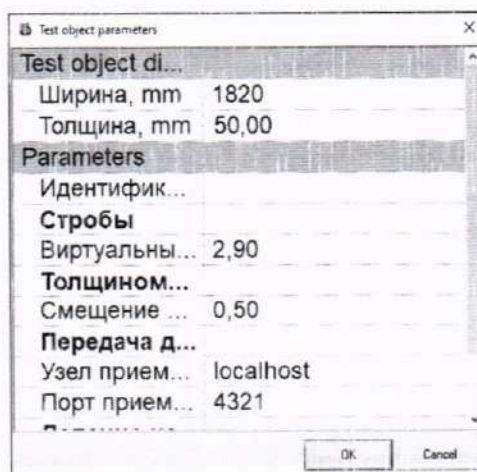 Test object parameters
Test object di...
Ширина, mm 1820
Толщина, mm 50,00
Parameters
Идентифик...
Стробы
Виртуальны... 2,90
Толщином...
Смещение ... 0,50
Передача д...
Узел прием... localhost
Порт прием... 4321
OK Cancel